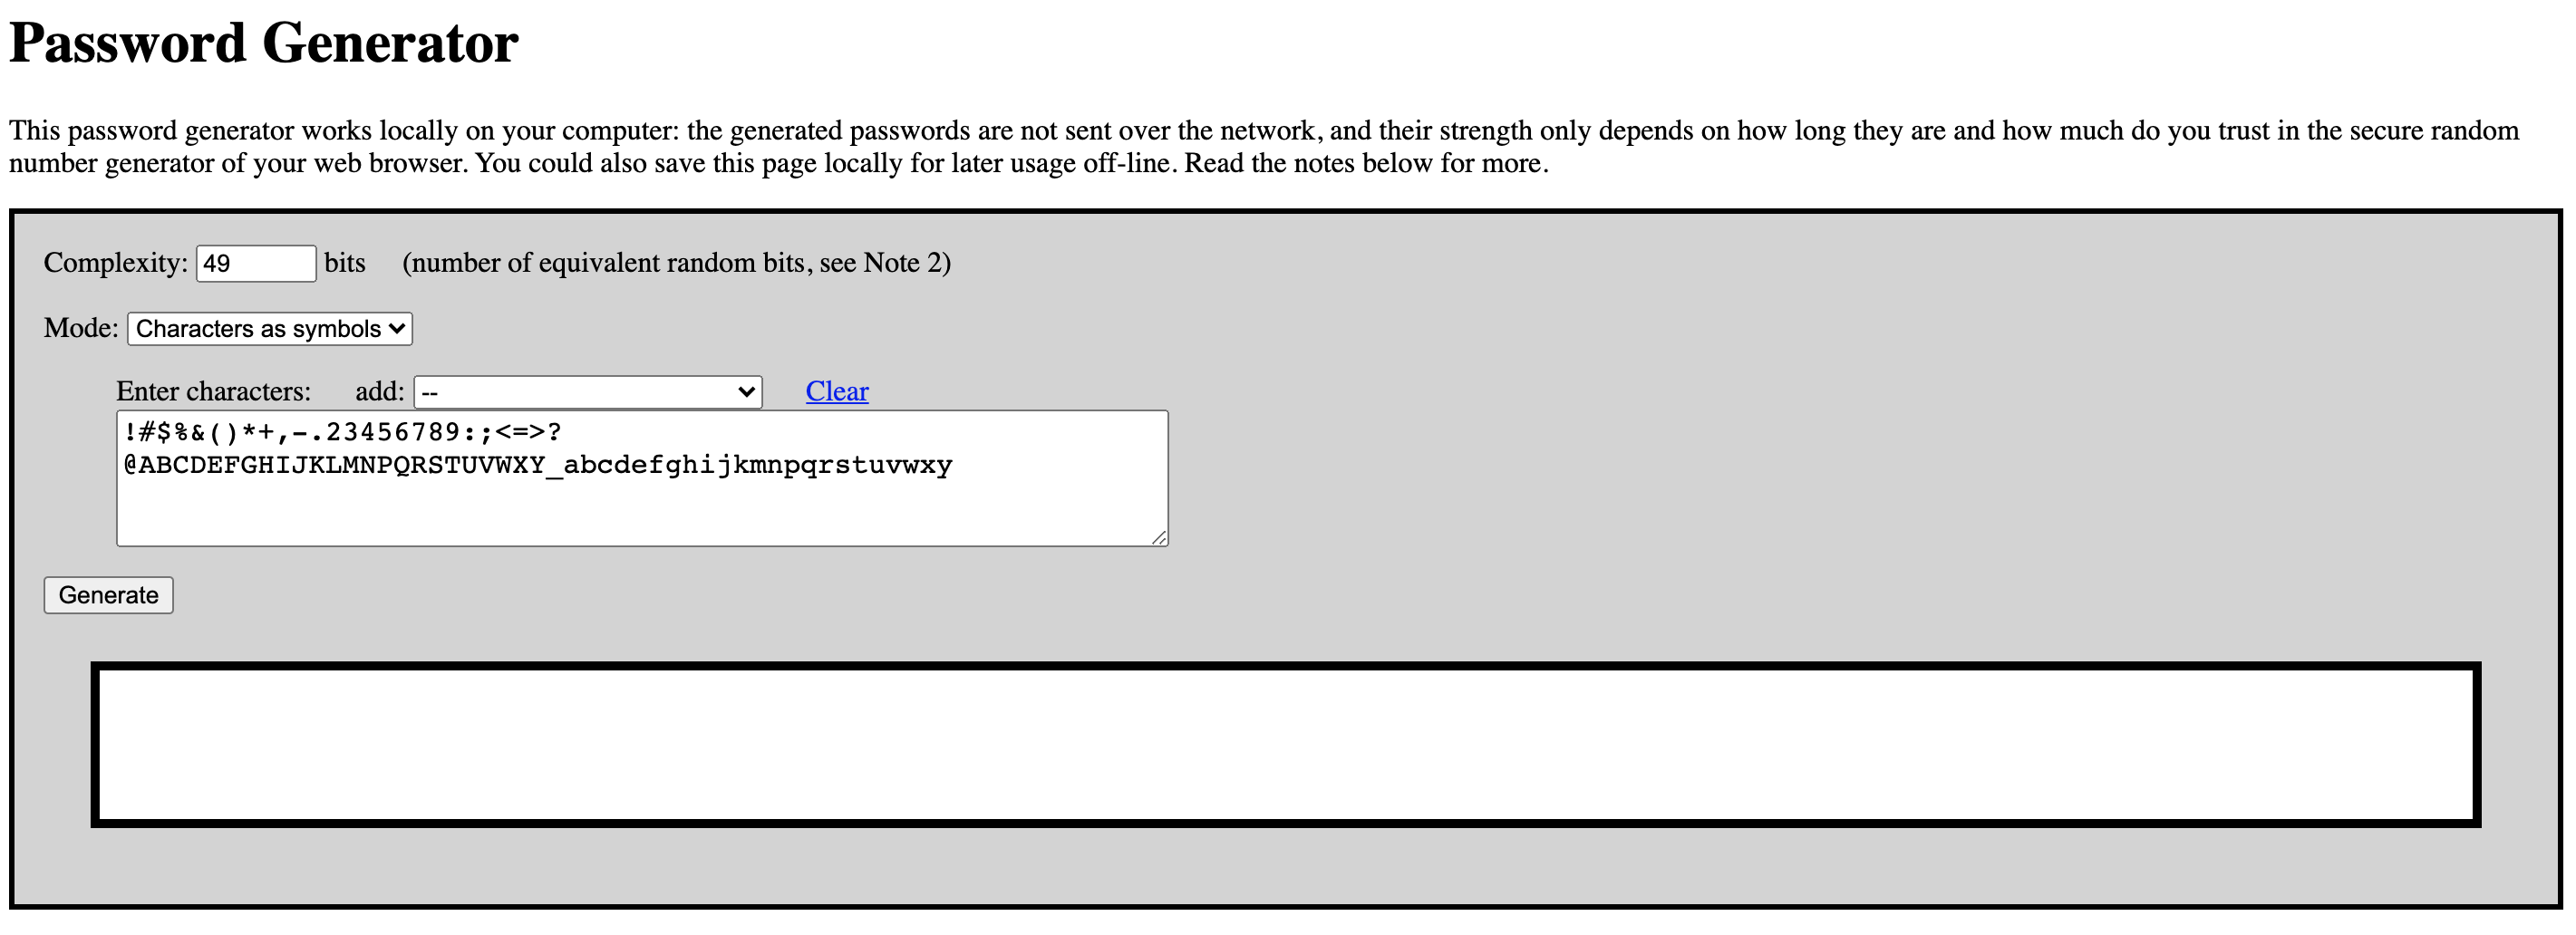 Password Generator
This password generator works locally on your computer: the generated passwords are not sent over the network, and their strength only depends on how long they are and how much do you trust in the secure random
number generator of your web browser. You could also save this page locally for later usage off-line. Read the notes below for more.
Complexity: 49 bits (number of equivalent random bits, see Note 2)
Mode: Characters as symbols
Enter characters: add: -- Clear
!#$%&()*+,-.23456789:;<=>?
@ABCDEFGHIJKLMNPQRSTUVWXY_abcdefghijkmnpqrstuvwxy
Generate